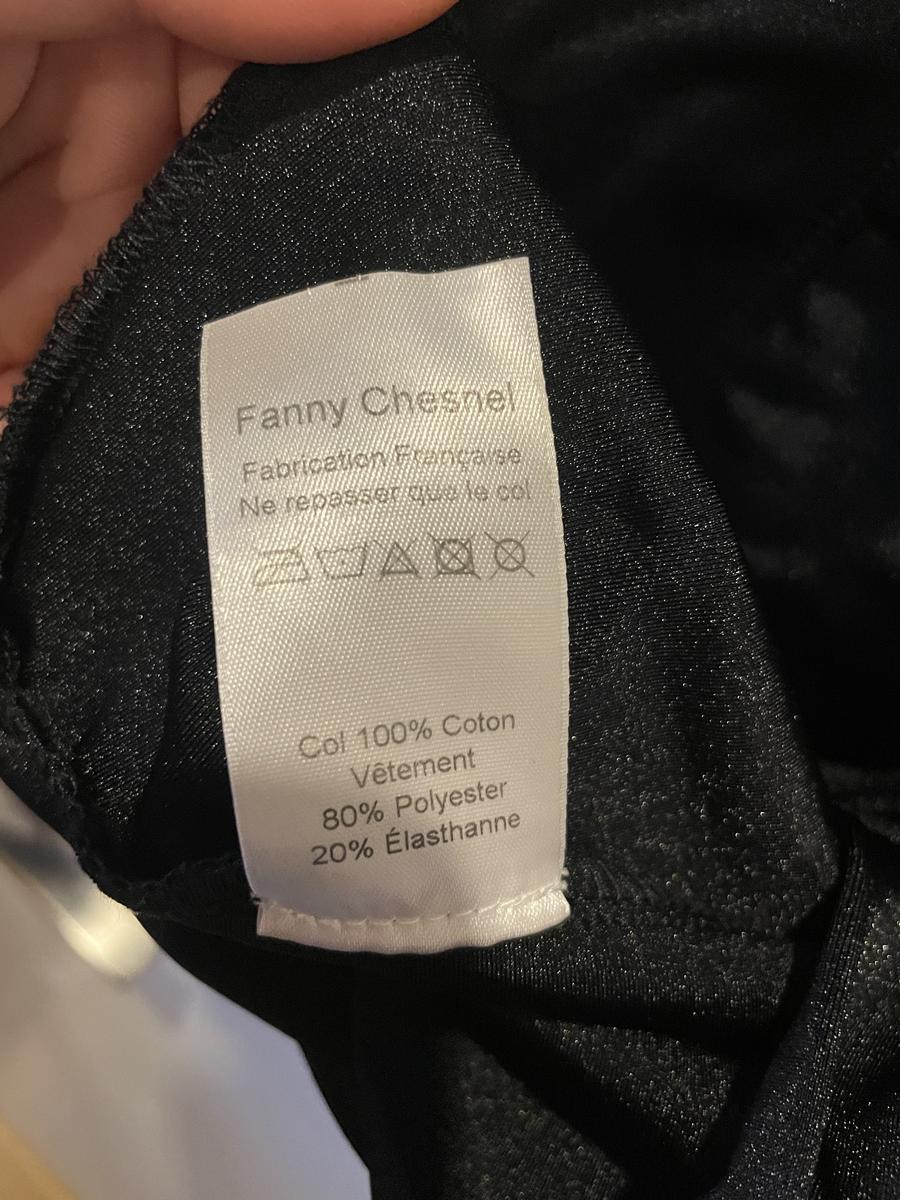 Fanny Chesnel
Fabrication Française
Ne repasser que le col
Col 100% Coton
Vêtement
80% Polyester
20% Élasthanne